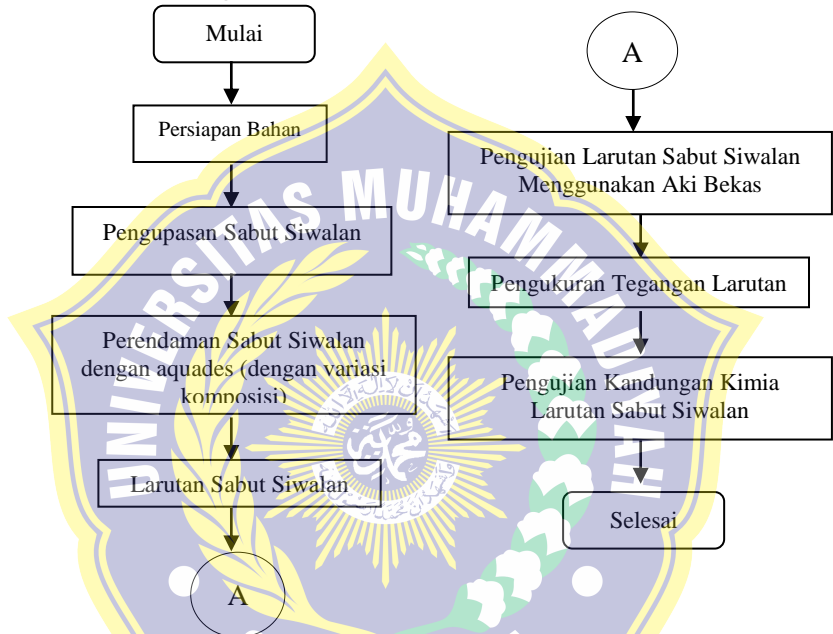 Mulai
Persiapan Bahan
Pengupasan Sabut Siwalan
Perendaman Sabut Siwalan
dengan aquades (dengan variasi
komposisi)
Larutan Sabut Siwalan
A
A
Pengujian Larutan Sabut Siwalan
Menggunakan Aki Bekas
Pengukuran Tegangan Larutan
Pengujian Kandungan Kimia
Larutan Sabut Siwalan
Selesai
UNIVERSITAS MUHAMMADIYAH
محمد